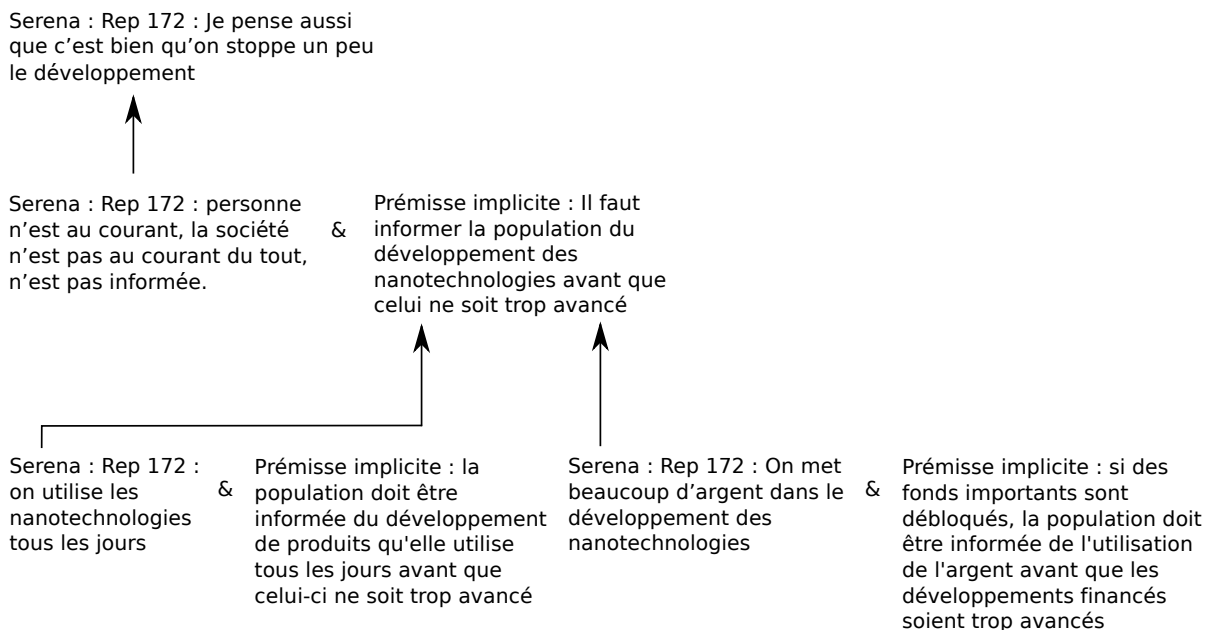 Serena : Rep 172 : Je pense aussi
que c’est bien qu’on stoppe un peu
le développement
Serena : Rep 172 : personne
n’est au courant, la société
n’est pas au courant du tout,
n’est pas informée.
&
Prémisse implicite : Il faut
informer la population du
développement des
nanotechnologies avant que
celui ne soit trop avancé
Serena : Rep 172 :
on utilise les
nanotechnologies
tous les jours
&
Prémisse implicite : la
population doit être
informée du développement
de produits qu'elle utilise
tous les jours avant que
celui-ci ne soit trop avancé
Serena : Rep 172 : On met
beaucoup d’argent dans le
développement des
nanotechnologies
&
Prémisse implicite : si des
fonds importants sont
débloqués, la population doit
être informée de l'utilisation
de l'argent avant que les
développements financés
soient trop avancés